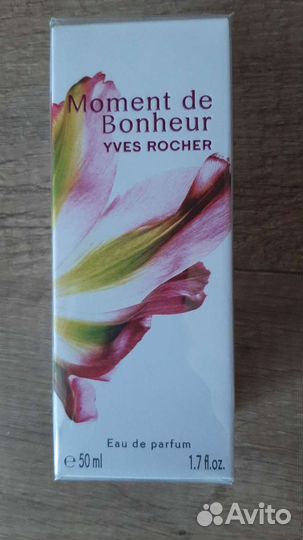 Moment de
Bonheur
YVES ROCHER
Eau de parfum
℮ 50 ml 1.7 fl.oz.
Avito